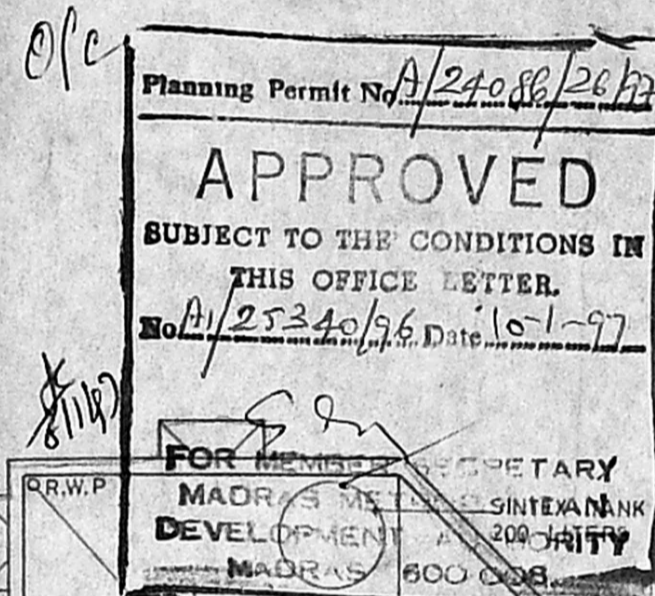 O/C
Planning Permit No A/24086/26/97
APPROVED
SUBJECT TO THE CONDITIONS IN
THIS OFFICE LETTER.
No. A1/25340/96 Date 10-1-97
FOR MEMBER SECRETARY
R.W.P
MADRAS
SINTEX TANK
DEVELOPMENT AUTHORITY
200 LITERS
MADRAS 600 008.